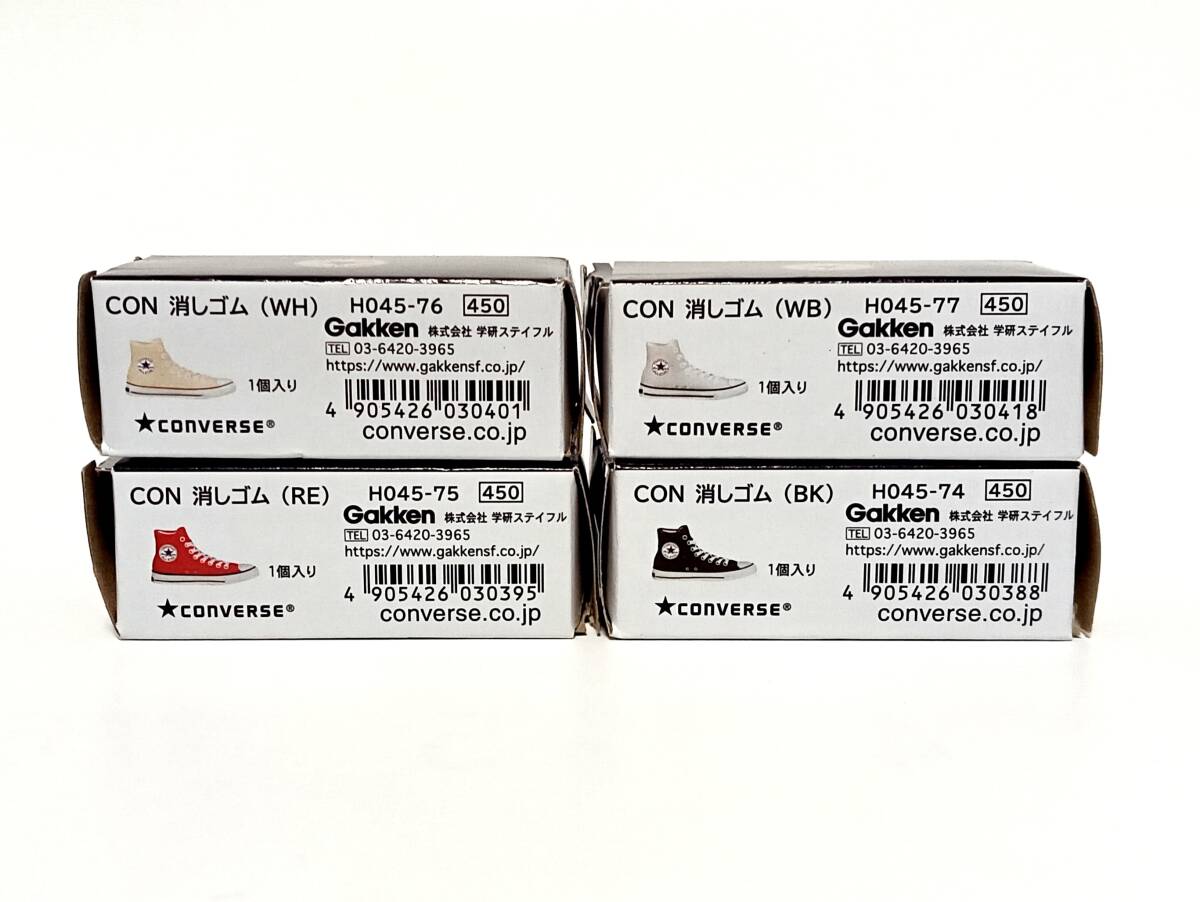 CON 消しゴム (WH) H045-76 450
Gakken 株式会社 学研ステイフル
TEL 03-6420-3965
https://www.gakkensf.co.jp/
1個入り
4 905426 030401
★CONVERSE®
converse.co.jp
CON 消しゴム (WB) H045-77 450
Gakken 株式会社 学研ステイフル
TEL 03-6420-3965
https://www.gakkensf.co.jp/
1個入り
4 905426 030418
★CONVERSE®
converse.co.jp
CON 消しゴム (RE) H045-75 450
Gakken 株式会社 学研ステイフル
TEL 03-6420-3965
https://www.gakkensf.co.jp/
1個入り
4 905426 030395
★CONVERSE®
converse.co.jp
CON 消しゴム (BK) H045-74 450
Gakken 株式会社 学研ステイフル
TEL 03-6420-3965
https://www.gakkensf.co.jp/
1個入り
4 905426 030388
★CONVERSE®
converse.co.jp